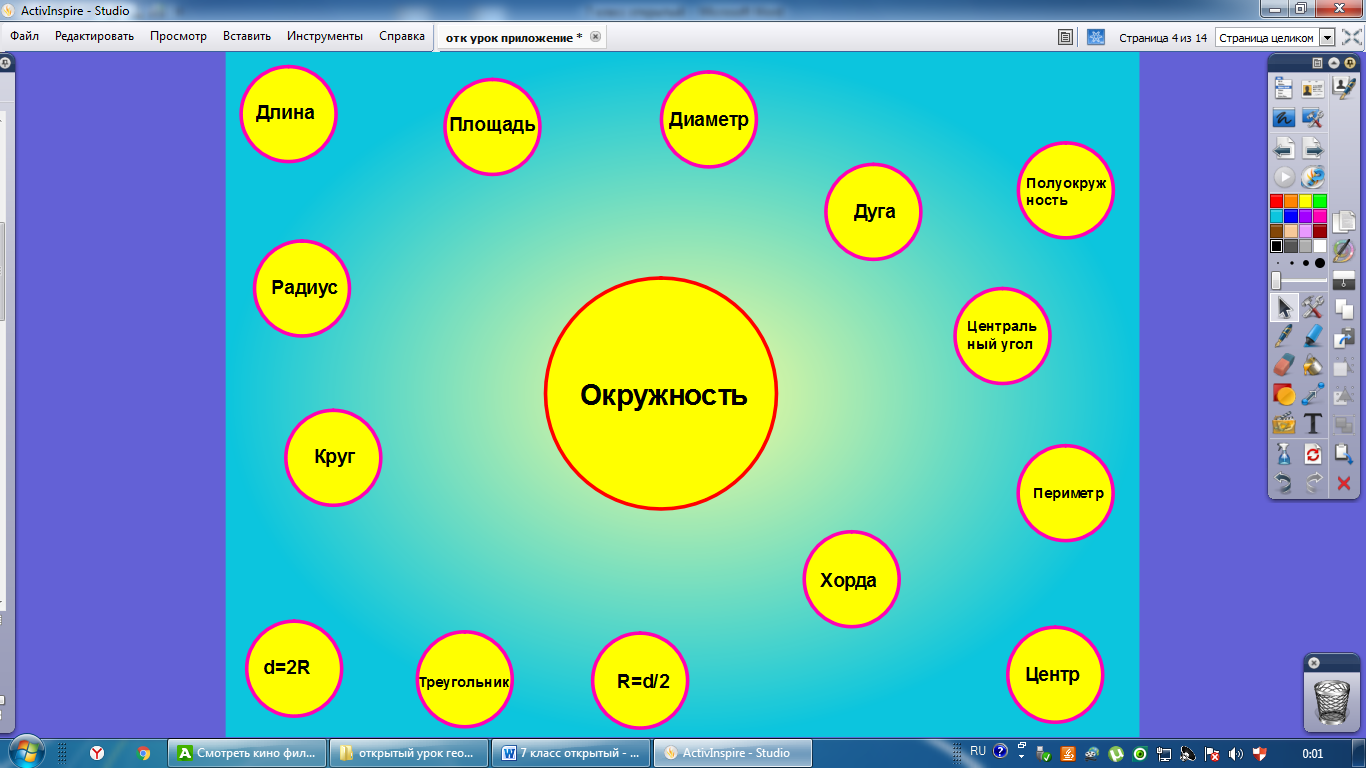 ActivInspire - Studio
Файл Редактировать Просмотр Вставить Инструменты Справка
отк урок приложение *
Страница 4 из 14
Страница целиком
Длина
Площадь
Диаметр
Полуокруж
ность
Дуга
Радиус
Централь
ный угол
Окружность
Круг
Периметр
Хорда
d=2R
Треугольник
R=d/2
Центр
Смотреть кино фил...
открытый урок гео...
7 класс открытый - ...
ActivInspire - Studio
RU
0:01